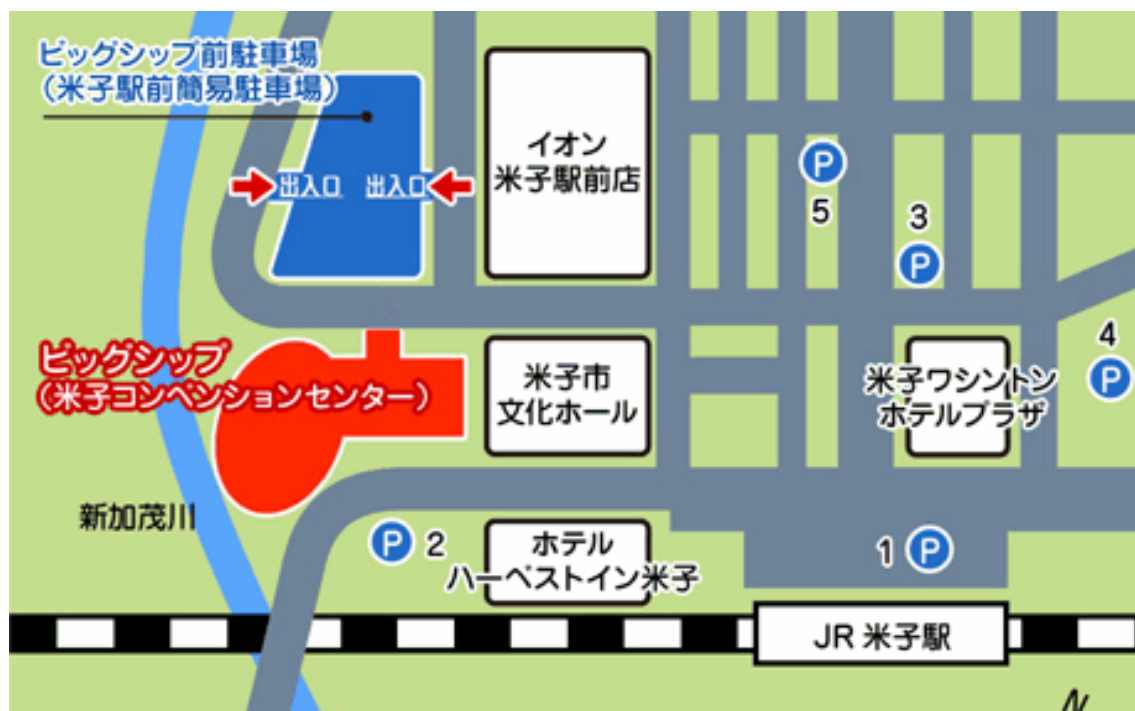 ビッグシップ前駐車場
（米子駅前簡易駐車場）
出入口
出入口
イオン
米子駅前店
P
5
3
P
4
P
ビッグシップ
（米子コンベンションセンター）
米子市
文化ホール
米子ワシントン
ホテルプラザ
新加茂川
P 2
ホテル
ハーベストイン米子
1 P
JR 米子駅
N